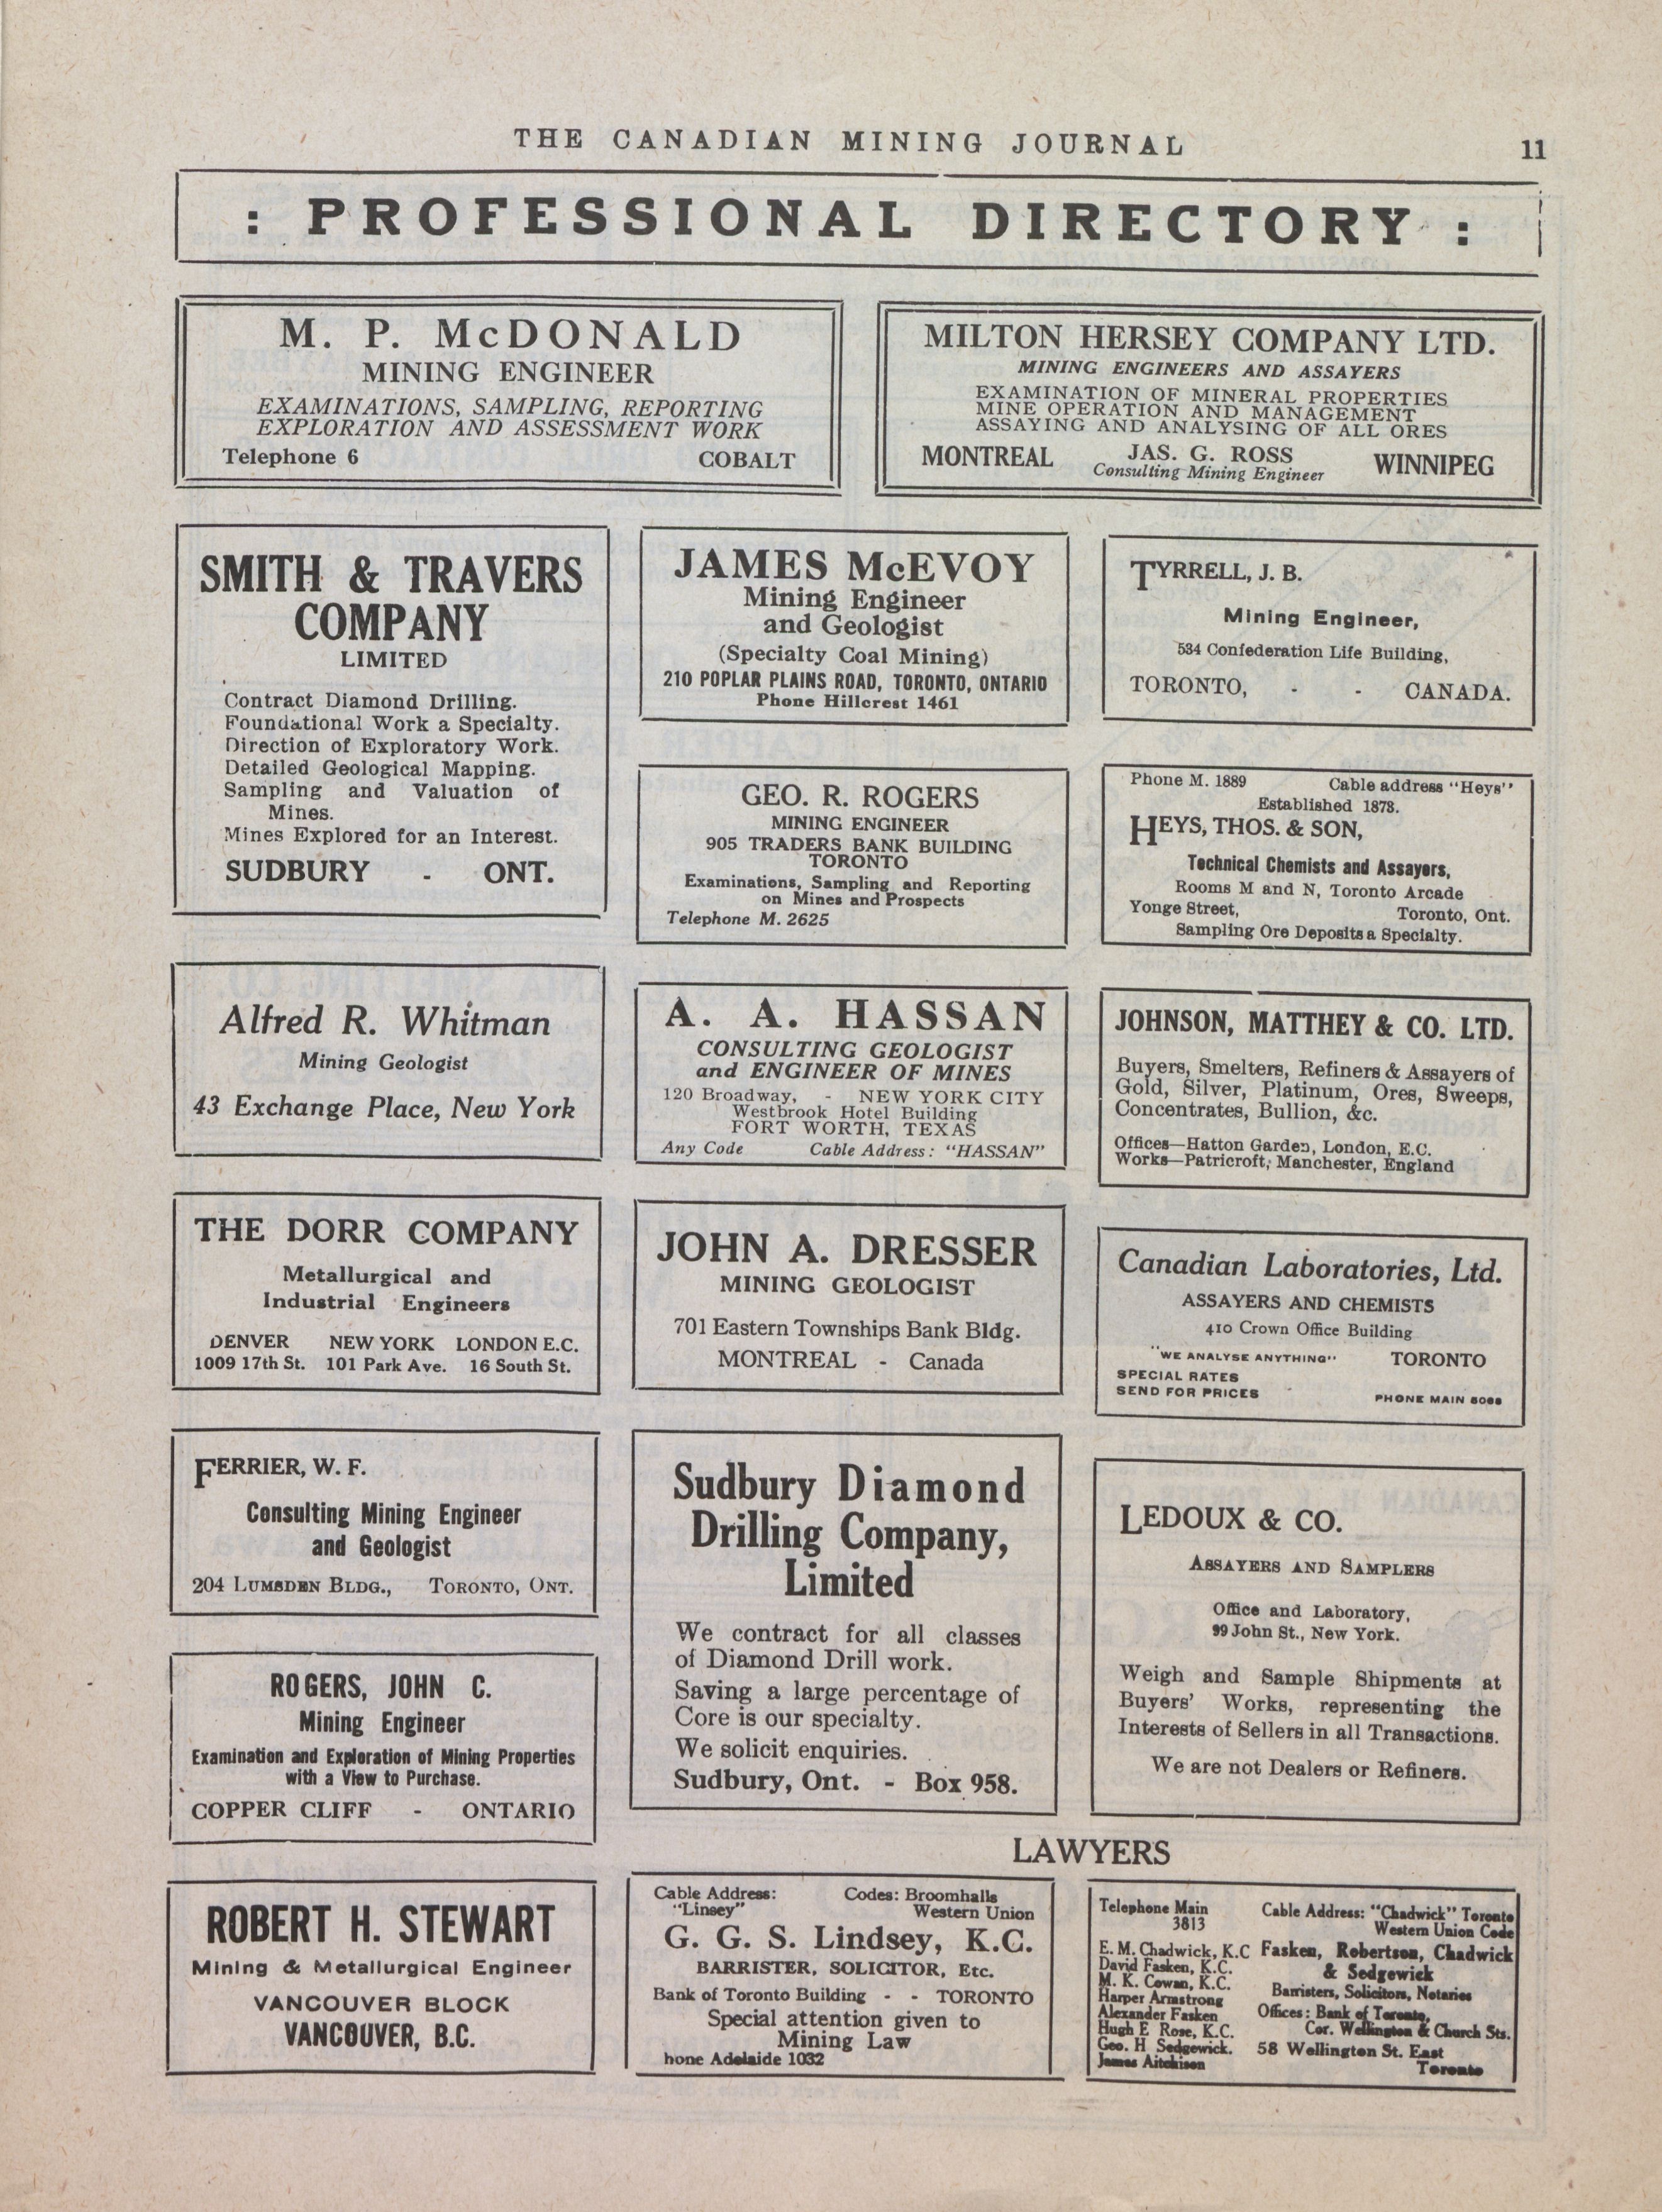 THE CANADIAN MINING JOURNAL 11
: PROFESSIONAL DIRECTORY :
M. P. McDONALD
MINING ENGINEER
EXAMINATIONS, SAMPLING, REPORTING
EXPLORATION AND ASSESSMENT WORK
Telephone 6 COBALT
MILTON HERSEY COMPANY LTD.
MINING ENGINEERS AND ASSAYERS
EXAMINATION OF MINERAL PROPERTIES
MINE OPERATION AND MANAGEMENT
ASSAYING AND ANALYSING OF ALL ORES
MONTREAL JAS. G. ROSS WINNIPEG
Consulting Mining Engineer
SMITH & TRAVERS
COMPANY
LIMITED
Contract Diamond Drilling.
Foundational Work a Specialty.
Direction of Exploratory Work.
Detailed Geological Mapping.
Sampling and Valuation of
Mines.
Mines Explored for an Interest.
SUDBURY - ONT.
JAMES McEVOY
Mining Engineer
and Geologist
(Specialty Coal Mining)
210 POPLAR PLAINS ROAD, TORONTO, ONTARIO
Phone Hillcrest 1461
TYRRELL, J. B.
Mining Engineer,
534 Confederation Life Building,
TORONTO, - - CANADA.
GEO. R. ROGERS
MINING ENGINEER
905 TRADERS BANK BUILDING
TORONTO
Examinations, Sampling and Reporting
on Mines and Prospects
Telephone M. 2625
Phone M. 1889 Cable address "Heys"
Established 1873.
HEYS, THOS. & SON,
Technical Chemists and Assayers,
Rooms M and N, Toronto Arcade
Yonge Street, Toronto, Ont.
Sampling Ore Deposits a Specialty.
Alfred R. Whitman
Mining Geologist
43 Exchange Place, New York
A. A. HASSAN
CONSULTING GEOLOGIST
and ENGINEER OF MINES
120 Broadway, - NEW YORK CITY
Westbrook Hotel Building
FORT WORTH, TEXAS
Any Code Cable Address: "HASSAN"
JOHNSON, MATTHEY & CO. LTD.
Buyers, Smelters, Refiners & Assayers of
Gold, Silver, Platinum, Ores, Sweeps,
Concentrates, Bullion, &c.
Offices—Hatton Garden, London, E.C.
Works—Patricroft, Manchester, England
THE DORR COMPANY
Metallurgical and
Industrial Engineers
DENVER NEW YORK LONDON E.C.
1009 17th St. 101 Park Ave. 16 South St.
JOHN A. DRESSER
MINING GEOLOGIST
701 Eastern Townships Bank Bldg.
MONTREAL - Canada
Canadian Laboratories, Ltd.
ASSAYERS AND CHEMISTS
410 Crown Office Building
"WE ANALYSE ANYTHING" TORONTO
SPECIAL RATES
SEND FOR PRICES PHONE MAIN
FERRIER, W. F.
Consulting Mining Engineer
and Geologist
204 LUMSDEN BLDG., TORONTO, ONT.
Sudbury Diamond
Drilling Company,
Limited
We contract for all classes
of Diamond Drill work.
Saving a large percentage of
Core is our specialty.
We solicit enquiries.
Sudbury, Ont. - Box 958.
LEDOUX & CO.
ASSAYERS AND SAMPLERS
Office and Laboratory,
99 John St., New York.
Weigh and Sample Shipments at
Buyers' Works, representing the
Interests of Sellers in all Transactions.
We are not Dealers or Refiners.
ROGERS, JOHN C.
Mining Engineer
Examination and Exploration of Mining Properties
with a View to Purchase.
COPPER CLIFF - ONTARIO
LAWYERS
ROBERT H. STEWART
Mining & Metallurgical Engineer
VANCOUVER BLOCK
VANCOUVER, B.C.
Cable Address: Codes: Broomhalls
"Linsey" Western Union
G. G. S. Lindsey, K.C.
BARRISTER, SOLICITOR, Etc.
Bank of Toronto Building - - TORONTO
Special attention given to
Mining Law
hone Adelaide 1032
Telephone Main
3813
E. M. Chadwick, K.C
David Fasken, K.C.
M. K. Cowan, K.C.
Harper Armstrong
Alexander Fasken
Hugh E Rose, K.C.
Geo. H Sedgewick.
James Aitchison
Cable Address: "Chadwick" Toronto
Western Union Code
Fasken, Robertson, Chadwick
& Sedgewick
Barristers, Solicitors, Notaries
Offices: Bank of Toronto,
Cor. Wellington & Church Sts.
58 Wellington St. East
Toronto